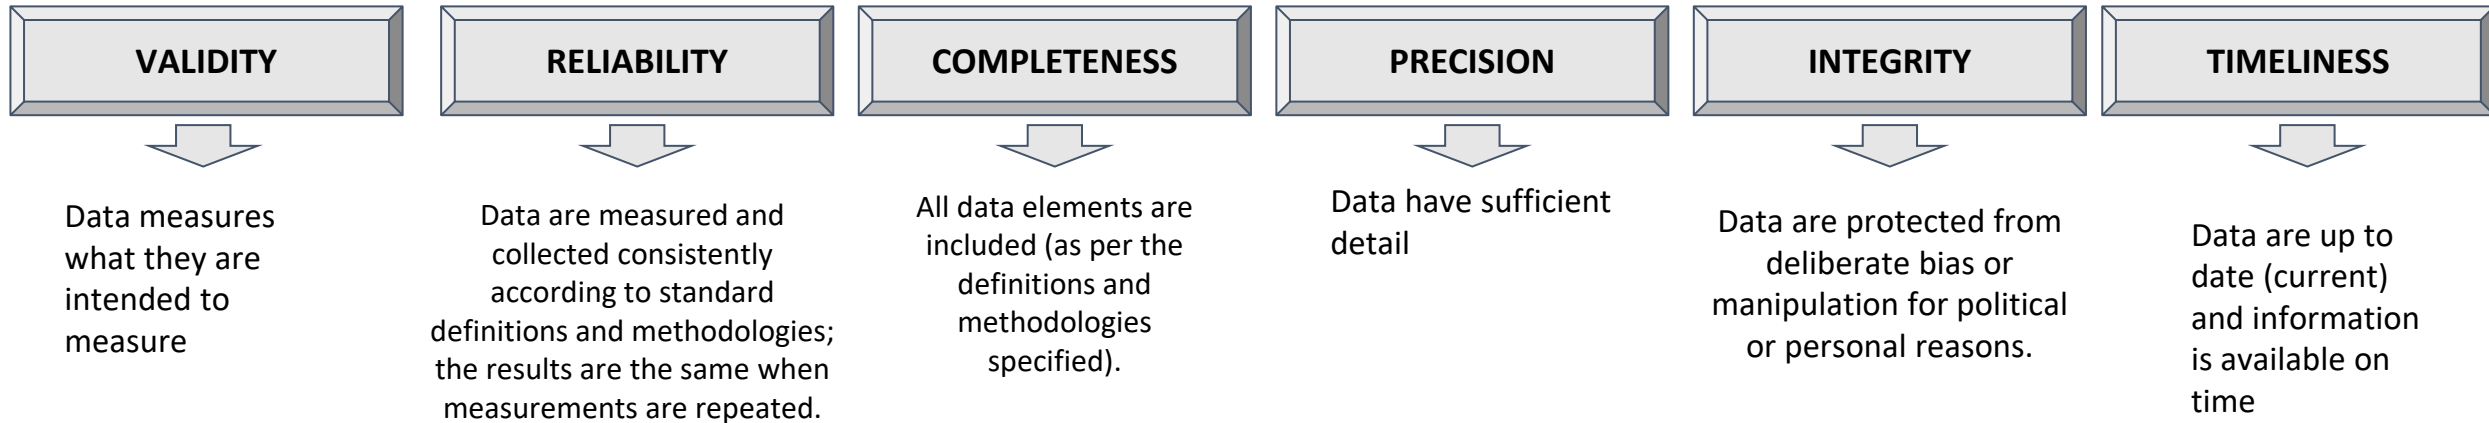 VALIDITY
Data measures
what they are
intended to
measure
RELIABILITY
Data are measured and
collected consistently
according to standard
definitions and methodologies;
the results are the same when
measurements are repeated.
COMPLETENESS
All data elements are
included (as per the
definitions and
methodologies
specified).
PRECISION
Data have sufficient
detail
INTEGRITY
Data are protected from
deliberate bias or
manipulation for political
or personal reasons.
TIMELINESS
Data are up to
date (current)
and information
is available on
time